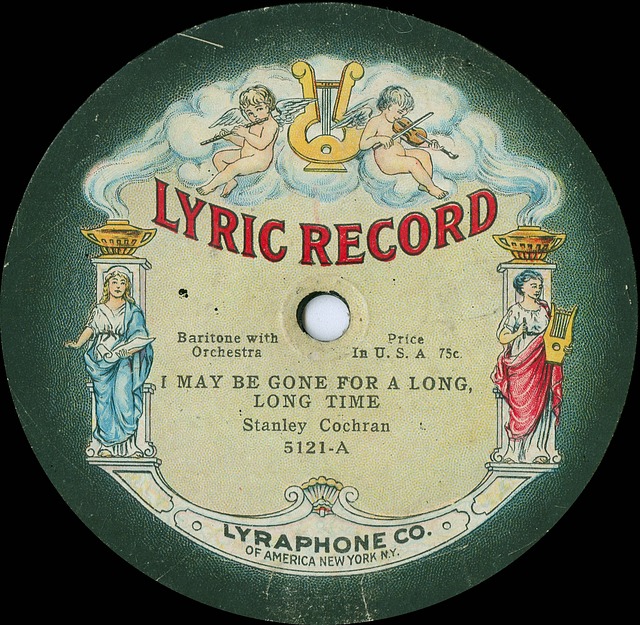 LYRIC RECORD
Baritone with
Orchestra
Price
In U. S. A 75c.
I MAY BE GONE FOR A LONG,
LONG TIME
Stanley Cochran
5121-A
LYRAPHONE CO.
OF AMERICA NEW YORK N.Y.